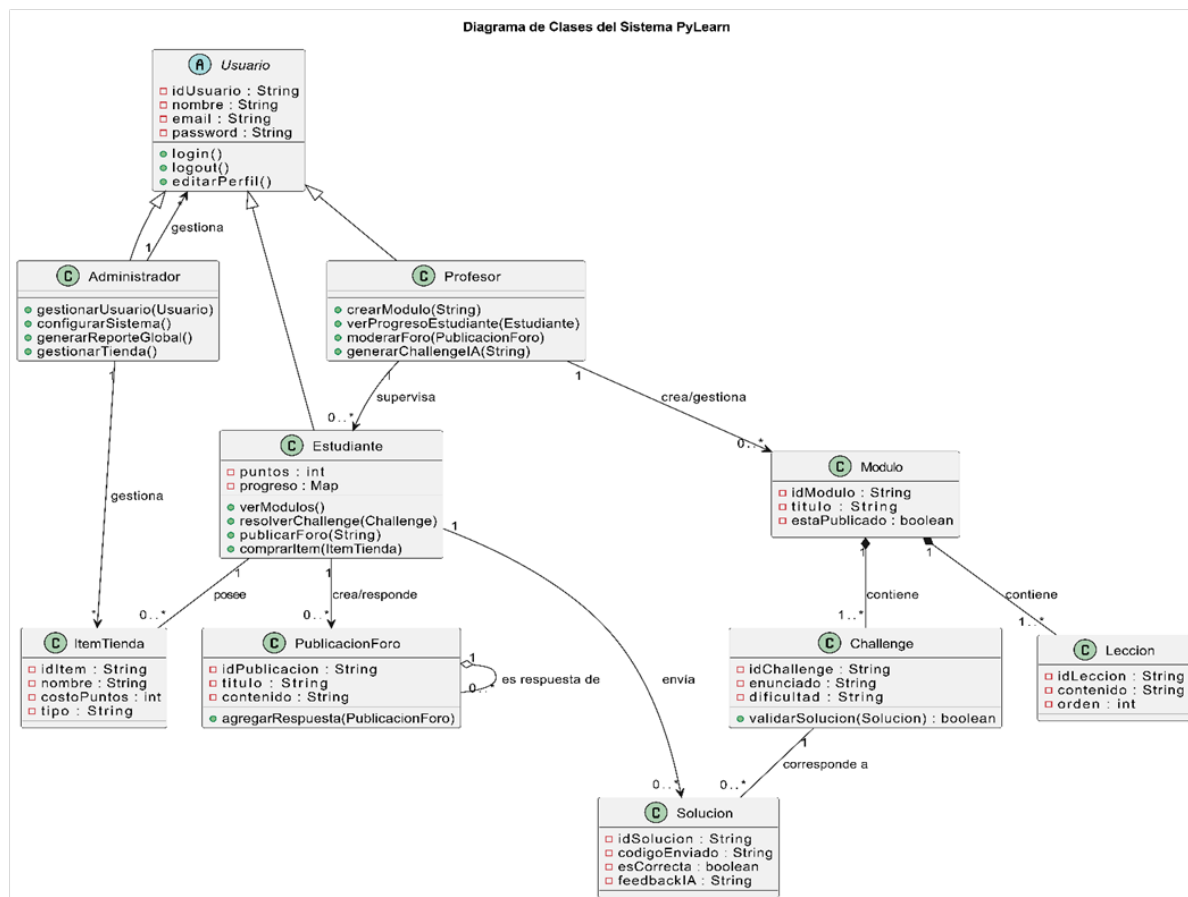 Diagrama de Clases del Sistema PyLearn
A Usuario
idUsuario : String
nombre : String
email : String
password : String
login()
logout()
editarPerfil()
*
gestiona
1
C Administrador
gestionarUsuario(Usuario)
configurarSistema()
generarReporteGlobal()
gestionarTienda()
1
C Profesor
crearModulo(String)
verProgresoEstudiante(Estudiante)
moderarForo(PublicacionForo)
generarChallengeIA(String)
1
1
supervisa
crea/gestiona
0..*
0..*
C Estudiante
puntos : int
progreso : Map
verModulos()
resolverChallenge(Challenge)
publicarForo(String)
comprarItem(ItemTienda)
C Modulo
idModulo : String
titulo : String
estaPublicado : boolean
gestiona
1
1
1
1
1
posee
crea/responde
contiene
contiene
*
0..*
0..*
1..*
1..*
C ItemTienda
idItem : String
nombre : String
costoPuntos : int
tipo : String
C PublicacionForo
idPublicacion : String
titulo : String
contenido : String
agregarRespuesta(PublicacionForo)
1
es respuesta de
0..*
envia
C Challenge
idChallenge : String
enunciado : String
dificultad : String
validarSolucion(Solucion) : boolean
C Leccion
idLeccion : String
contenido : String
orden : int
1
corresponde a
0..*
0..*
C Solucion
idSolucion : String
codigoEnviado : String
esCorrecta : boolean
feedbackIA : String